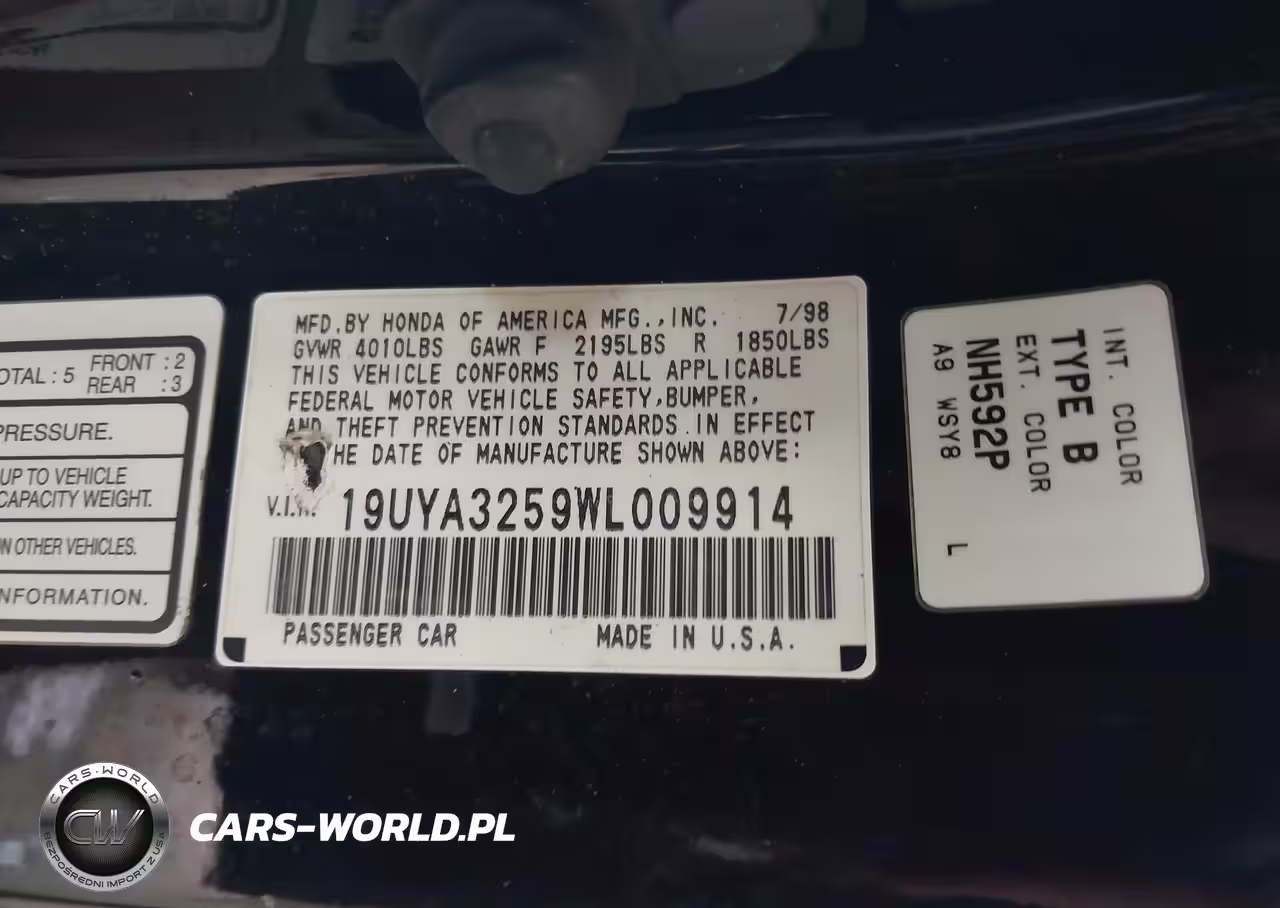 OTAL : 5 FRONT : 2
REAR : 3
PRESSURE.
UP TO VEHICLE
CAPACITY WEIGHT.
N OTHER VEHICLES.
NFORMATION.
MFD.BY HONDA OF AMERICA MFG.,INC. 7/98
GVWR 4010LBS GAWR F 2195LBS R 1850LBS
THIS VEHICLE CONFORMS TO ALL APPLICABLE
FEDERAL MOTOR VEHICLE SAFETY,BUMPER,
AND THEFT PREVENTION STANDARDS IN EFFECT
HE DATE OF MANUFACTURE SHOWN ABOVE:
V.I.N. 19UYA3259WL009914
PASSENGER CAR MADE IN U.S.A.
INT. COLOR
TYPE B
EXT. COLOR
NH592P
A9 WSY8 L
CARS-WORLD
CW
BEZPOŚREDNI IMPORT Z USA
CARS-WORLD.PL